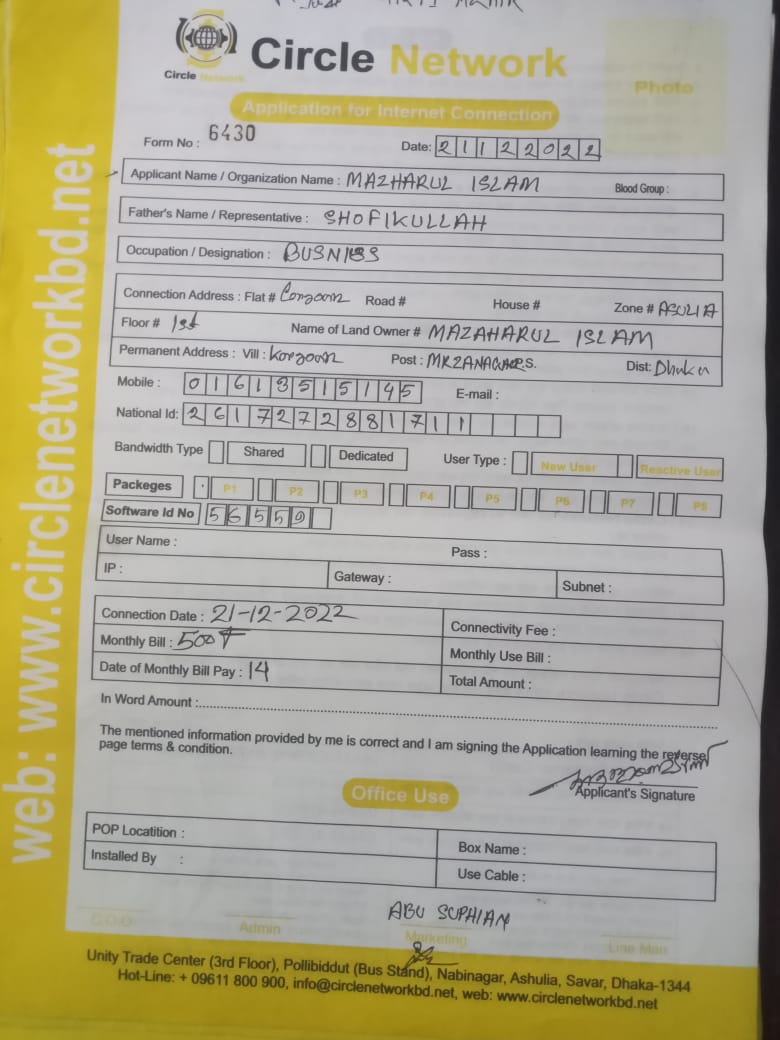 Circle Network
Circle Network
Photo
Application for Internet Connection
Form No : 6430
Date: 21122022
Applicant Name / Organization Name : MAZHARUL ISLAM Blood Group :
Father's Name / Representative : SHOFIKULLAH
Occupation / Designation : BUSNIESS
Connection Address : Flat # Road # House # Zone # ASULIA
Floor # 1st Name of Land Owner # MAZAHARUL ISLAM
Permanent Address : Vill : Post : P.S. Dist:
Mobile : 01613515145 E-mail :
National Id: 2617272881711
Bandwidth Type Shared Dedicated User Type : New User Reactive User
Packeges P1 P2 P3 P4 P5 P6 P7 P8
Software Id No 56559
User Name : Pass :
IP : Gateway : Subnet :
Connection Date : 21-12-2022 Connectivity Fee :
Monthly Bill : 500 Monthly Use Bill :
Date of Monthly Bill Pay : 14 Total Amount :
In Word Amount :
The mentioned information provided by me is correct and I am signing the Application learning the reverse
page terms & condition.
Applicant's Signature
Office Use
POP Locatition : Box Name :
Installed By : Use Cable :
ABU SUPHIAN
C.O.O Admin Marketing Line Man
Unity Trade Center (3rd Floor), Pollibiddut (Bus Stand), Nabinagar, Ashulia, Savar, Dhaka-1344
Hot-Line: + 09611 800 900, info@circlenetworkbd.net, web: www.circlenetworkbd.net
web: www.circlenetworkbd.net